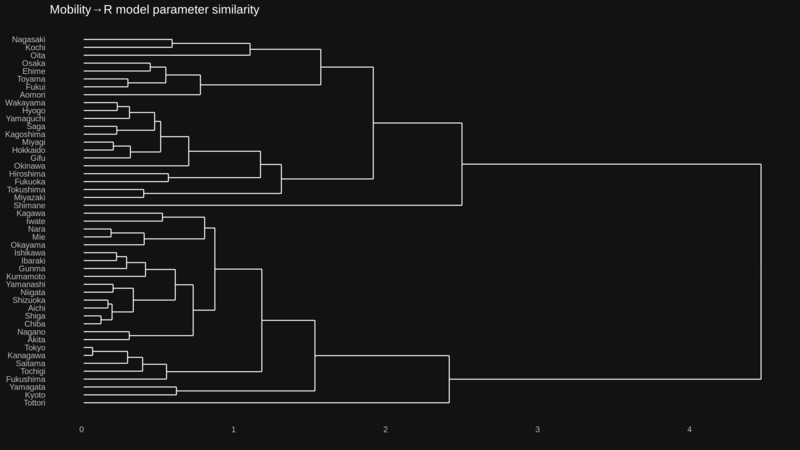 Mobility→R model parameter similarity
Nagasaki
Kochi
Oita
Osaka
Ehime
Toyama
Fukui
Aomori
Wakayama
Hyogo
Yamaguchi
Saga
Kagoshima
Miyagi
Hokkaido
Gifu
Okinawa
Hiroshima
Fukuoka
Tokushima
Miyazaki
Shimane
Kagawa
Iwate
Nara
Mie
Okayama
Ishikawa
Ibaraki
Gunma
Kumamoto
Yamanashi
Niigata
Shizuoka
Aichi
Shiga
Chiba
Nagano
Akita
Tokyo
Kanagawa
Saitama
Tochigi
Fukushima
Yamagata
Kyoto
Tottori
0 1 2 3 4